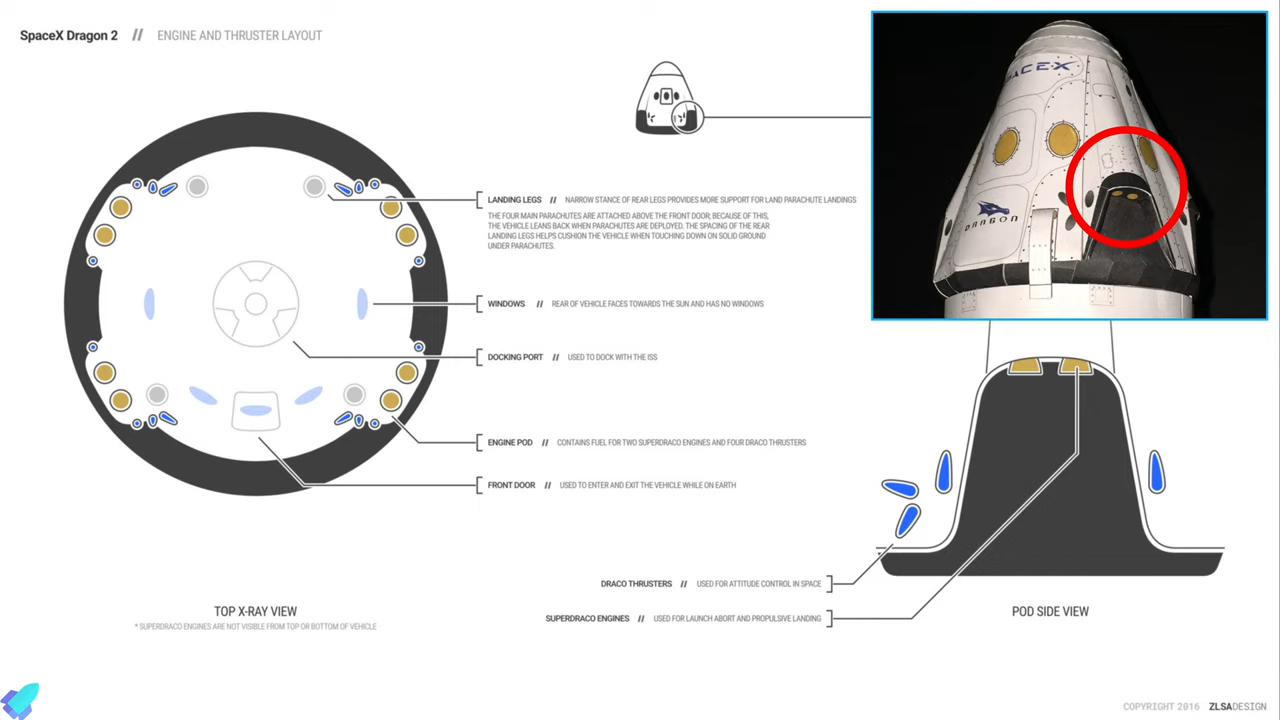 SpaceX Dragon 2 // ENGINE AND THRUSTER LAYOUT
SPACEX
DRAGON
LANDING LEGS // NARROW STANCE OF REAR LEGS PROVIDES MORE SUPPORT FOR LAND PARACHUTE LANDINGS
THE FOUR MAIN PARACHUTES ARE ATTACHED ABOVE THE FRONT DOOR; BECAUSE OF THIS,
THE VEHICLE LEANS BACK WHEN PARACHUTES ARE DEPLOYED. THE SPACING OF THE REAR
LANDING LEGS HELPS CUSHION THE VEHICLE WHEN TOUCHING DOWN ON SOLID GROUND
UNDER PARACHUTES.
WINDOWS // REAR OF VEHICLE FACES TOWARDS THE SUN AND HAS NO WINDOWS
DOCKING PORT // USED TO DOCK WITH THE ISS
ENGINE POD // CONTAINS FUEL FOR TWO SUPERDRACO ENGINES AND FOUR DRACO THRUSTERS
FRONT DOOR // USED TO ENTER AND EXIT THE VEHICLE WHILE ON EARTH
DRACO THRUSTERS // USED FOR ATTITUDE CONTROL IN SPACE
SUPERDRACO ENGINES // USED FOR LAUNCH ABORT AND PROPULSIVE LANDING
TOP X-RAY VIEW
* SUPERDRACO ENGINES ARE NOT VISIBLE FROM TOP OR BOTTOM OF VEHICLE
POD SIDE VIEW
COPYRIGHT 2016 ZLSADESIGN